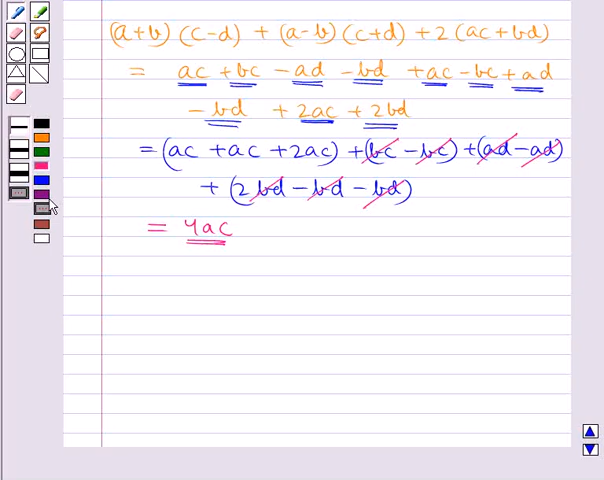 (a+b) (c-d) + (a-b) (c+d) + 2 (ac+bd)
= ac + bc - ad - bd + ac - bc + ad
- bd + 2ac + 2bd
= (ac + ac + 2ac) + (bc - bc) + (ad - ad)
+ (2bd - bd - bd)
= 4ac